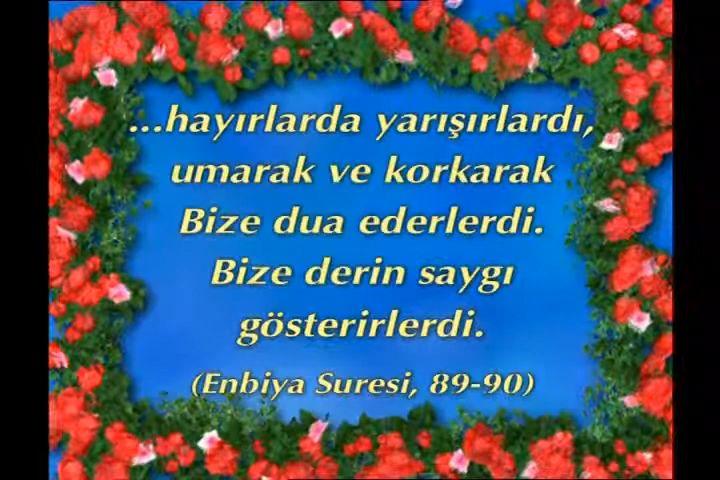 ...hayırlarda yarışırlardı,
umarak ve korkarak
Bize dua ederlerdi.
Bize derin saygı
gösterirlerdi.
(Enbiya Suresi, 89-90)